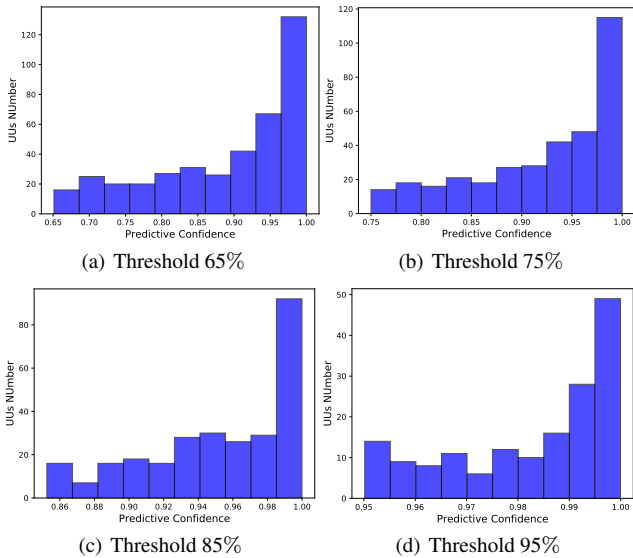 120
100
80
60
40
20
0
UUs NUmber
0.65 0.70 0.75 0.80 0.85 0.90 0.95 1.00
Predictive Confidence
(a) Threshold 65%
120
100
80
60
40
20
0
UUs NUmber
0.75 0.80 0.85 0.90 0.95 1.00
Predictive Confidence
(b) Threshold 75%
80
60
40
20
0
UUs NUmber
0.86 0.88 0.90 0.92 0.94 0.96 0.98 1.00
Predictive Confidence
(c) Threshold 85%
50
40
30
20
10
0
UUs NUmber
0.95 0.96 0.97 0.98 0.99 1.00
Predictive Confidence
(d) Threshold 95%